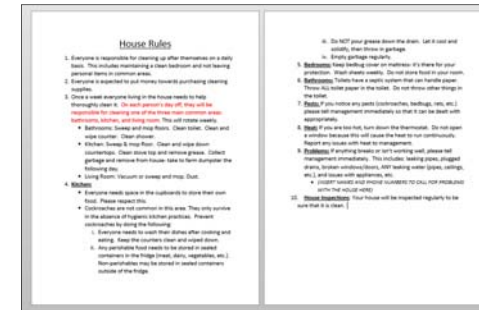 House Rules
1. Everyone is responsible for cleaning up after themselves on a daily
basis. This includes maintaining a clean bedroom and not leaving
personal items in common areas.
2. Everyone is expected to put money towards purchasing cleaning
supplies.
3. Once a week everyone living in the house needs to help
thoroughly clean it. On each person's day off, they will be
responsible for cleaning one of the three main common areas:
bathrooms, kitchen, and living room. This will rotate weekly.
• Bathrooms: Sweep and mop floors. Clean toilet. Clean and
wipe counter. Clean shower.
• Kitchen: Sweep & mop floor. Clean and wipe down
countertops. Clean stove top and remove grease. Collect
garbage and remove from house- take to farm dumpster the
following day.
• Living Room: Vacuum or sweep and mop. Dust.
4. Kitchen:
• Everyone needs space in the cupboards to store their own
food. Please respect this.
• Cockroaches are not common in this area. They only survive
in the absence of hygienic kitchen practices. Prevent
cockroaches by doing the following:
i. Everyone needs to wash their dishes after cooking and
eating. Keep the counters clean and wiped down.
ii. Any perishable food needs to be stored in sealed
containers in the fridge (meat, dairy, vegetables, etc.)
Non-perishables may be stored in sealed containers
outside of the fridge.
iii. Do NOT pour grease down the drain. Let it cool and
solidify, then throw in garbage
iv. Empty garbage regularly.
5. Bedrooms: Keep bedbug cover on mattress- it's there for your
protection. Wash sheets weekly. Do not store food in your room.
6. Bathrooms: Toilets have a septic system that can handle paper.
Throw ALL toilet paper in the toilet. Do not throw other things in
the toilet.
7. Pests: If you notice any pests (cockroaches, bedbugs, rats, etc.)
please tell management immediately so that it can be dealt with
appropriately.
8. Heat: If you are too hot, turn down the thermostat. Do not open
a window because this will cause the heat to run continuously.
Report any issues with heat to management.
9. Problems: If anything breaks or isn't working well, please tell
management immediately. This includes: leaking pipes, plugged
drains, broken windows/doors, ANY leaking water (pipes, ceilings,
etc.), and issues with appliances, etc.
• (INSERT NAMES AND PHONE NUMBERS TO CALL FOR PROBLEMS
WITH THE HOUSE HERE)
10. House Inspections: Your house will be inspected regularly to be
sure that it is clean.